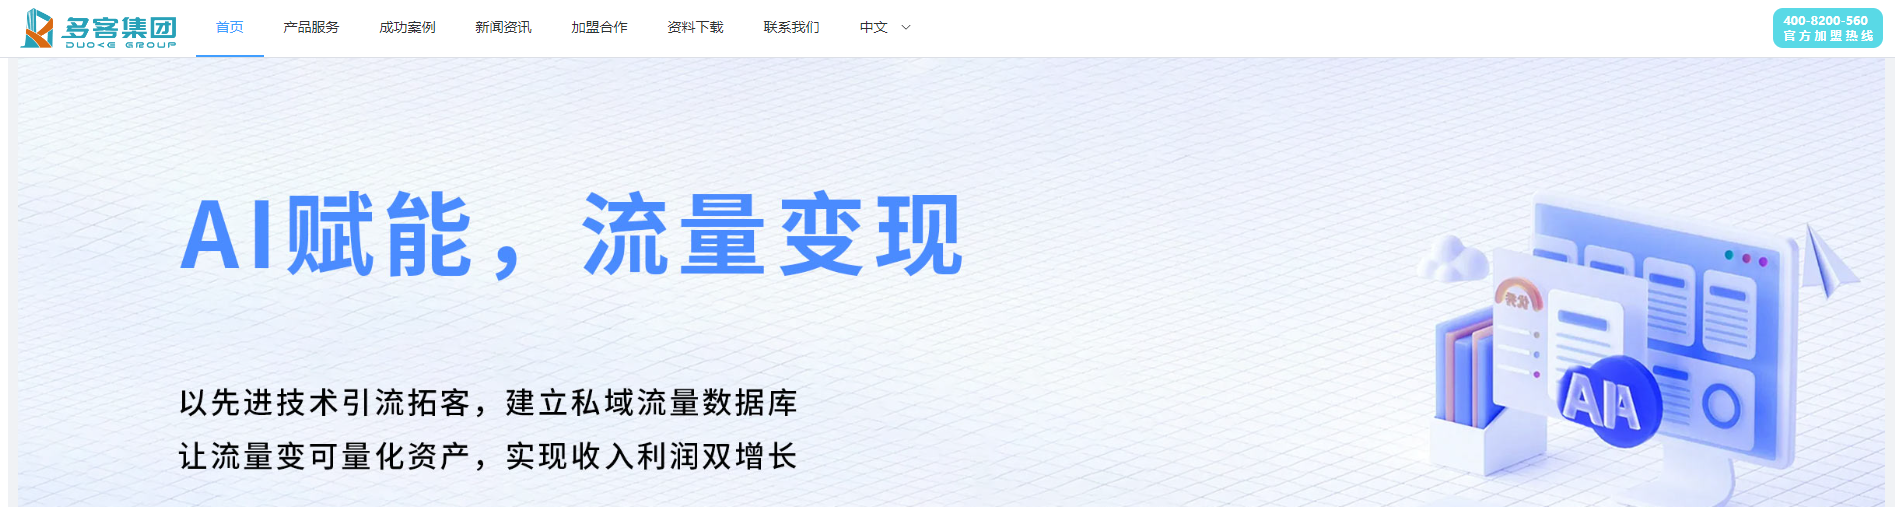 多客集团
DUOKE GROUP
首页 产品服务 成功案例 新闻资讯 加盟合作 资料下载 联系我们 中文
400-8200-560
官方加盟热线
AI赋能，流量变现
优秀
AI
以先进技术引流拓客，建立私域流量数据库
让流量变可量化资产，实现收入利润双增长